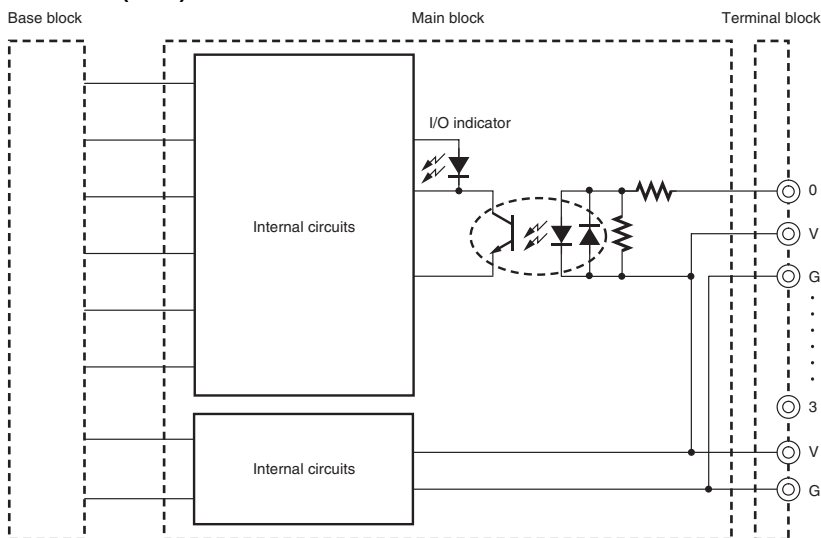 Base block
Main block
Terminal block
I/O indicator
Internal circuits
0
V
G
3
Internal circuits
V
G